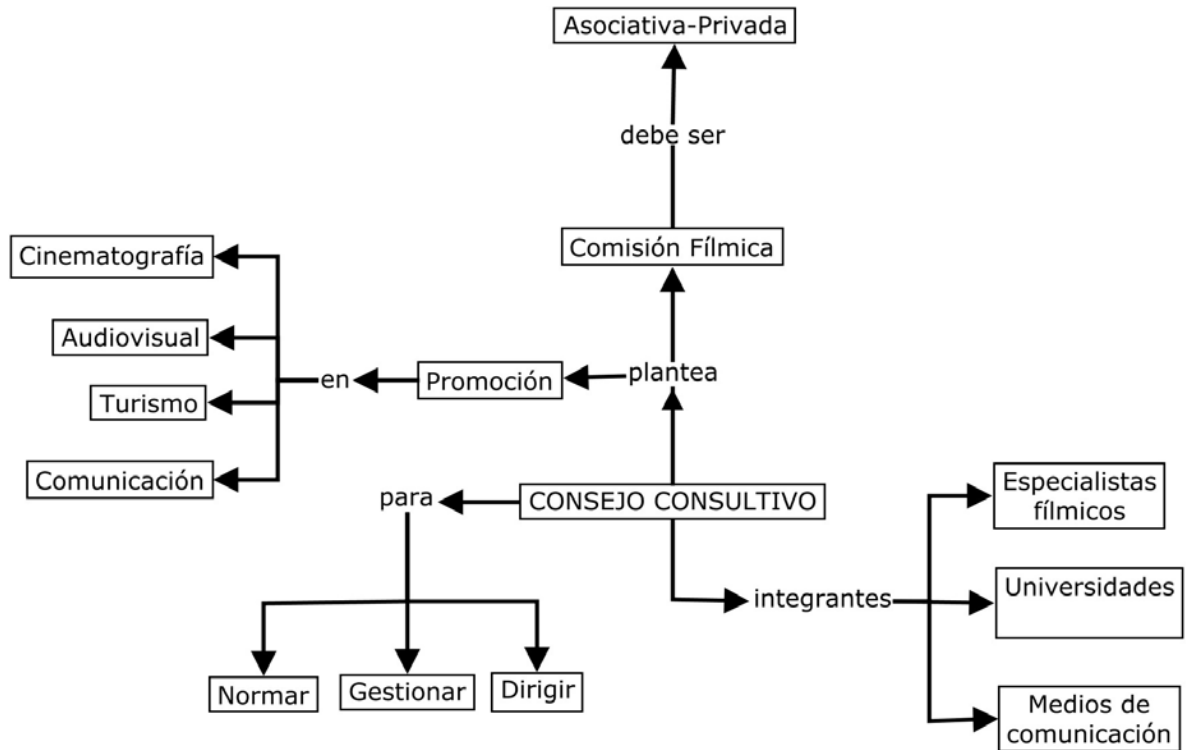 Asociativa-Privada
debe ser
Comisión Fílmica
Cinematografía
Audiovisual
plantea
Promoción
en
Turismo
Comunicación
para
CONSEJO CONSULTIVO
Especialistas
fílmicos
integrantes
Universidades
Normar
Gestionar
Dirigir
Medios de
comunicación